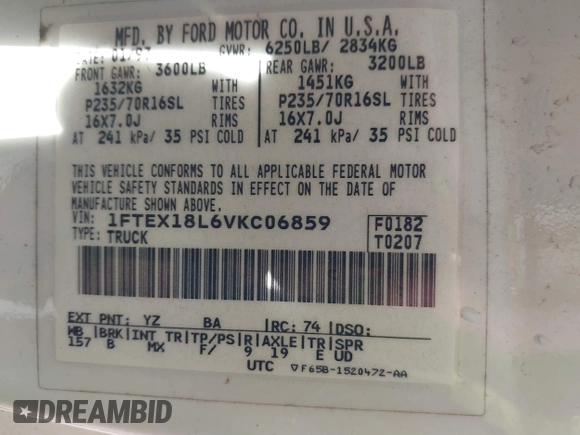 MFD. BY FORD MOTOR CO. IN U.S.A.
DATE: 01/97 GVWR: 6250LB/ 2834KG
FRONT GAWR: 3600LB REAR GAWR: 3200LB
1632KG WITH 1451KG WITH
P235/70R16SL TIRES P235/70R16SL TIRES
16X7.0J RIMS 16X7.0J RIMS
AT 241 kPa/ 35 PSI COLD AT 241 kPa/ 35 PSI COLD
THIS VEHICLE CONFORMS TO ALL APPLICABLE FEDERAL MOTOR
VEHICLE SAFETY STANDARDS IN EFFECT ON THE DATE OF
MANUFACTURE SHOWN ABOVE.
VIN: 1FTEX18L6VKC06859 F0182
TYPE: TRUCK T0207
EXT PNT: YZ BA RC: 74 DSO:
WB BRK INT TR TP/PS R AXLE TR SPR
157 B MX F/ 9 19 E UD
UTC ▽F65B-1520472-AA
DREAMBID